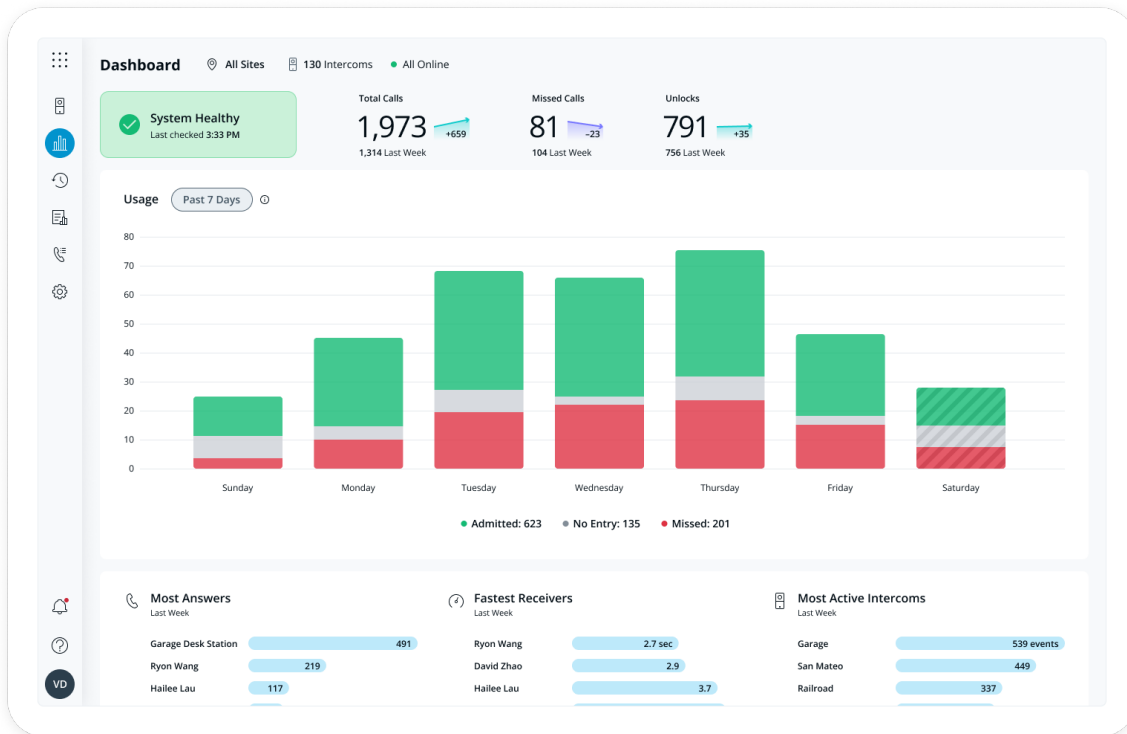 Dashboard All Sites 130 Intercoms All Online
System Healthy
Last checked 3:33 PM
Total Calls
1,973 +659
1,314 Last Week
Missed Calls
81 -23
104 Last Week
Unlocks
791 +35
756 Last Week
Usage Past 7 Days
80
70
60
50
40
30
20
10
0
Sunday Monday Tuesday Wednesday Thursday Friday Saturday
Admitted: 623 No Entry: 135 Missed: 201
Most Answers
Last Week
Garage Desk Station 491
Ryon Wang 219
Hailee Lau 117
Fastest Receivers
Last Week
Ryon Wang 2.7 sec
David Zhao 2.9
Hailee Lau 3.7
Most Active Intercoms
Last Week
Garage 539 events
San Mateo 449
Railroad 337
VD